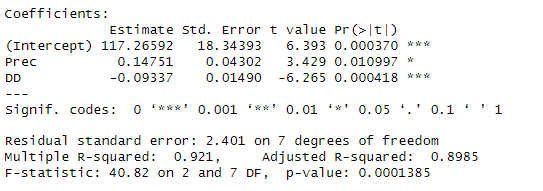 Coefficients:
             Estimate Std. Error t value Pr(>|t|)
(Intercept) 117.26592   18.34393   6.393 0.000370 ***
Prec          0.14751    0.04302   3.429 0.010997 *
DD           -0.09337    0.01490  -6.265 0.000418 ***
---
Signif. codes:  0 ‘***’ 0.001 ‘**’ 0.01 ‘*’ 0.05 ‘.’ 0.1 ‘ ’ 1
Residual standard error: 2.401 on 7 degrees of freedom
Multiple R-squared:  0.921,     Adjusted R-squared:  0.8985
F-statistic: 40.82 on 2 and 7 DF,  p-value: 0.0001385